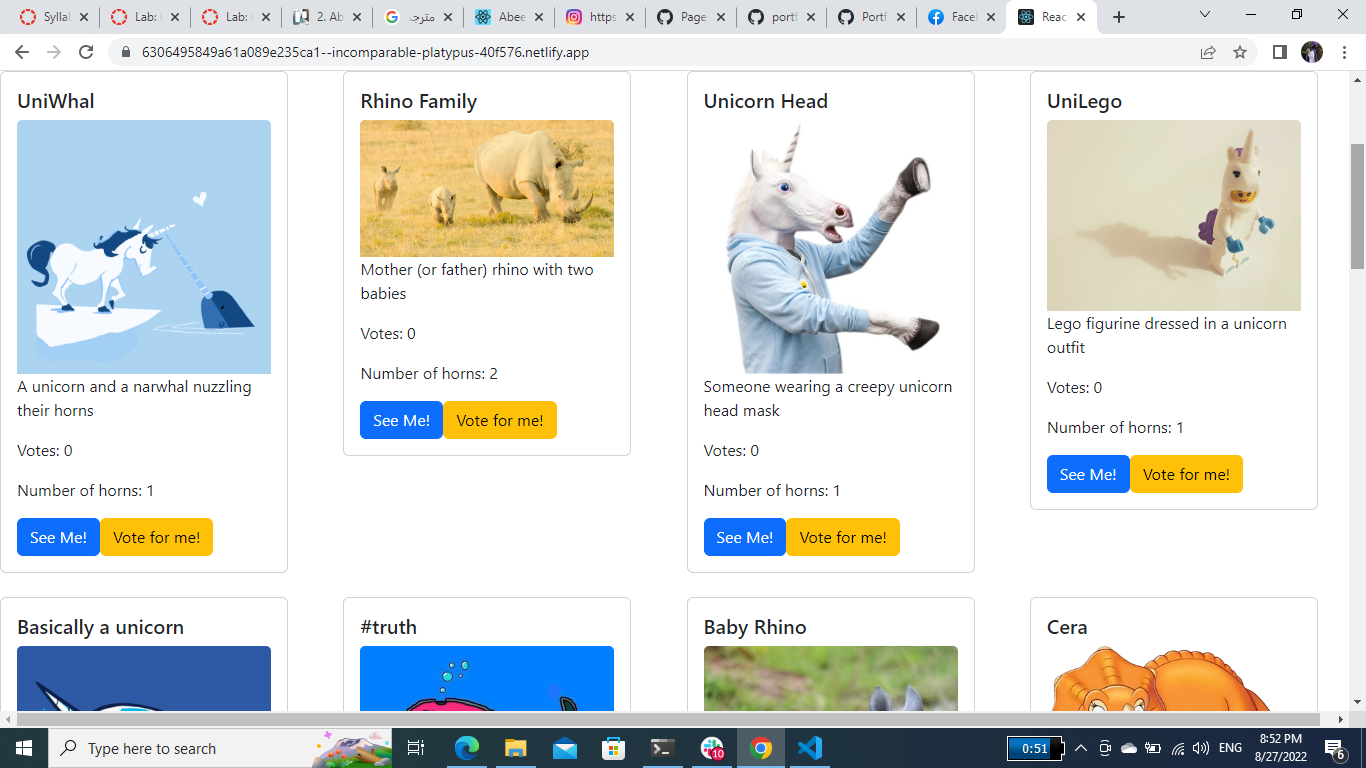 Syllab
Lab: C
Lab: C
2. Ab
مترجـ
Abee
https
Page
portf
Portf
Facel
Reac
6306495849a61a089e235ca1--incomparable-platypus-40f576.netlify.app
UniWhal
A unicorn and a narwhal nuzzling
their horns
Votes: 0
Number of horns: 1
See Me!
Vote for me!
Rhino Family
Mother (or father) rhino with two
babies
Votes: 0
Number of horns: 2
See Me!
Vote for me!
Unicorn Head
Someone wearing a creepy unicorn
head mask
Votes: 0
Number of horns: 1
See Me!
Vote for me!
UniLego
Lego figurine dressed in a unicorn
outfit
Votes: 0
Number of horns: 1
See Me!
Vote for me!
Basically a unicorn
#truth
Baby Rhino
Cera
Type here to search
10
0:51
ENG
8:52 PM
8/27/2022
6